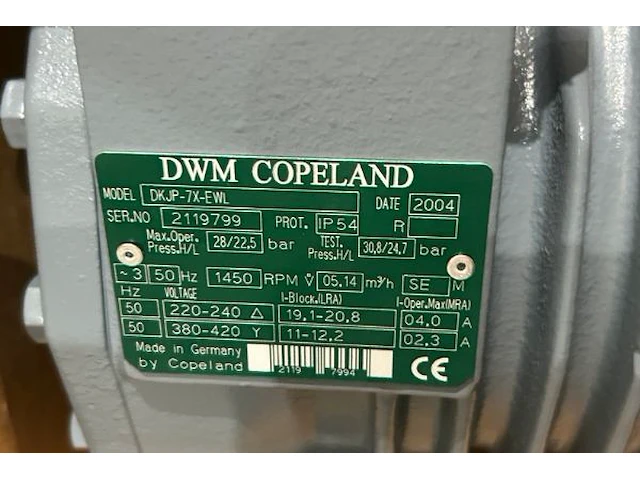 DWM COPELAND
MODEL DKJP-7X-EWL DATE 2004
SER.NO 2119799 PROT. IP54 R
Max.Oper. Press.H/L 28/22,5 bar TEST. Press.H/L 30,8/24,7 bar
~ 3 50 Hz 1450 RPM V̇ 05.14 m³/h SE M
Hz VOLTAGE I-Block.(LRA) I-Oper.Max(MRA)
50 220-240 △ 19.1-20.8 04.0 A
50 380-420 Y 11-12.2 02.3 A
Made in Germany
by Copeland 2119 7994 CE